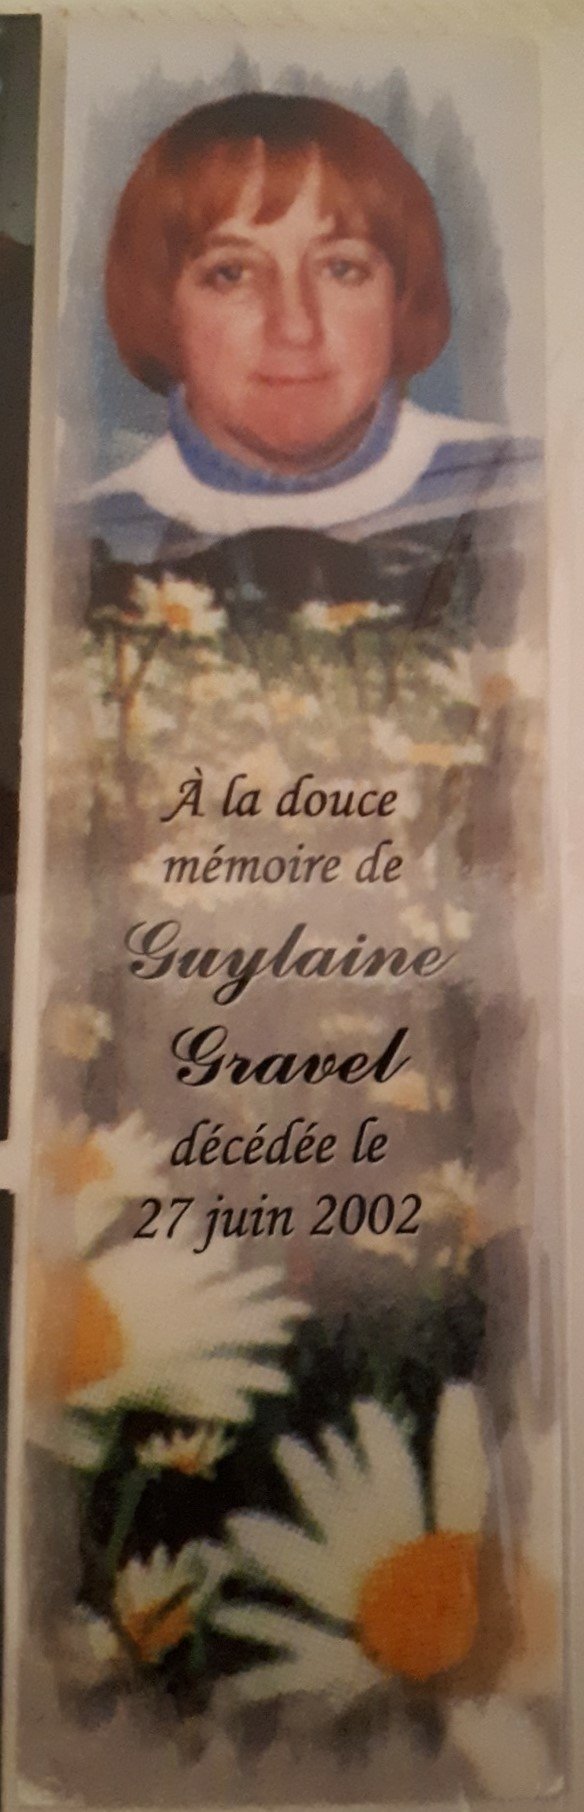 À la douce
mémoire de
Guylaine
Gravel
décédée le
27 juin 2002